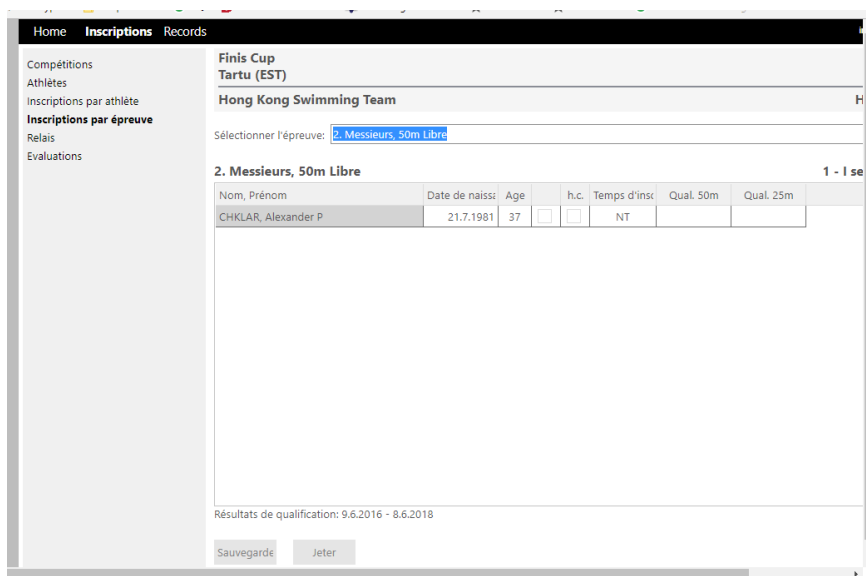 Home Inscriptions Records
Compétitions
Athlètes
Inscriptions par athlète
Inscriptions par épreuve
Relais
Evaluations
Finis Cup
Tartu (EST)
Hong Kong Swimming Team H
Sélectionner l'épreuve: 2. Messieurs, 50m Libre
2. Messieurs, 50m Libre 1 - I se
Nom, Prénom Date de naissa Age h.c. Temps d'insc Qual. 50m Qual. 25m
CHKLAR, Alexander P 21.7.1981 37 NT
Résultats de qualification: 9.6.2016 - 8.6.2018
Sauvegarde Jeter